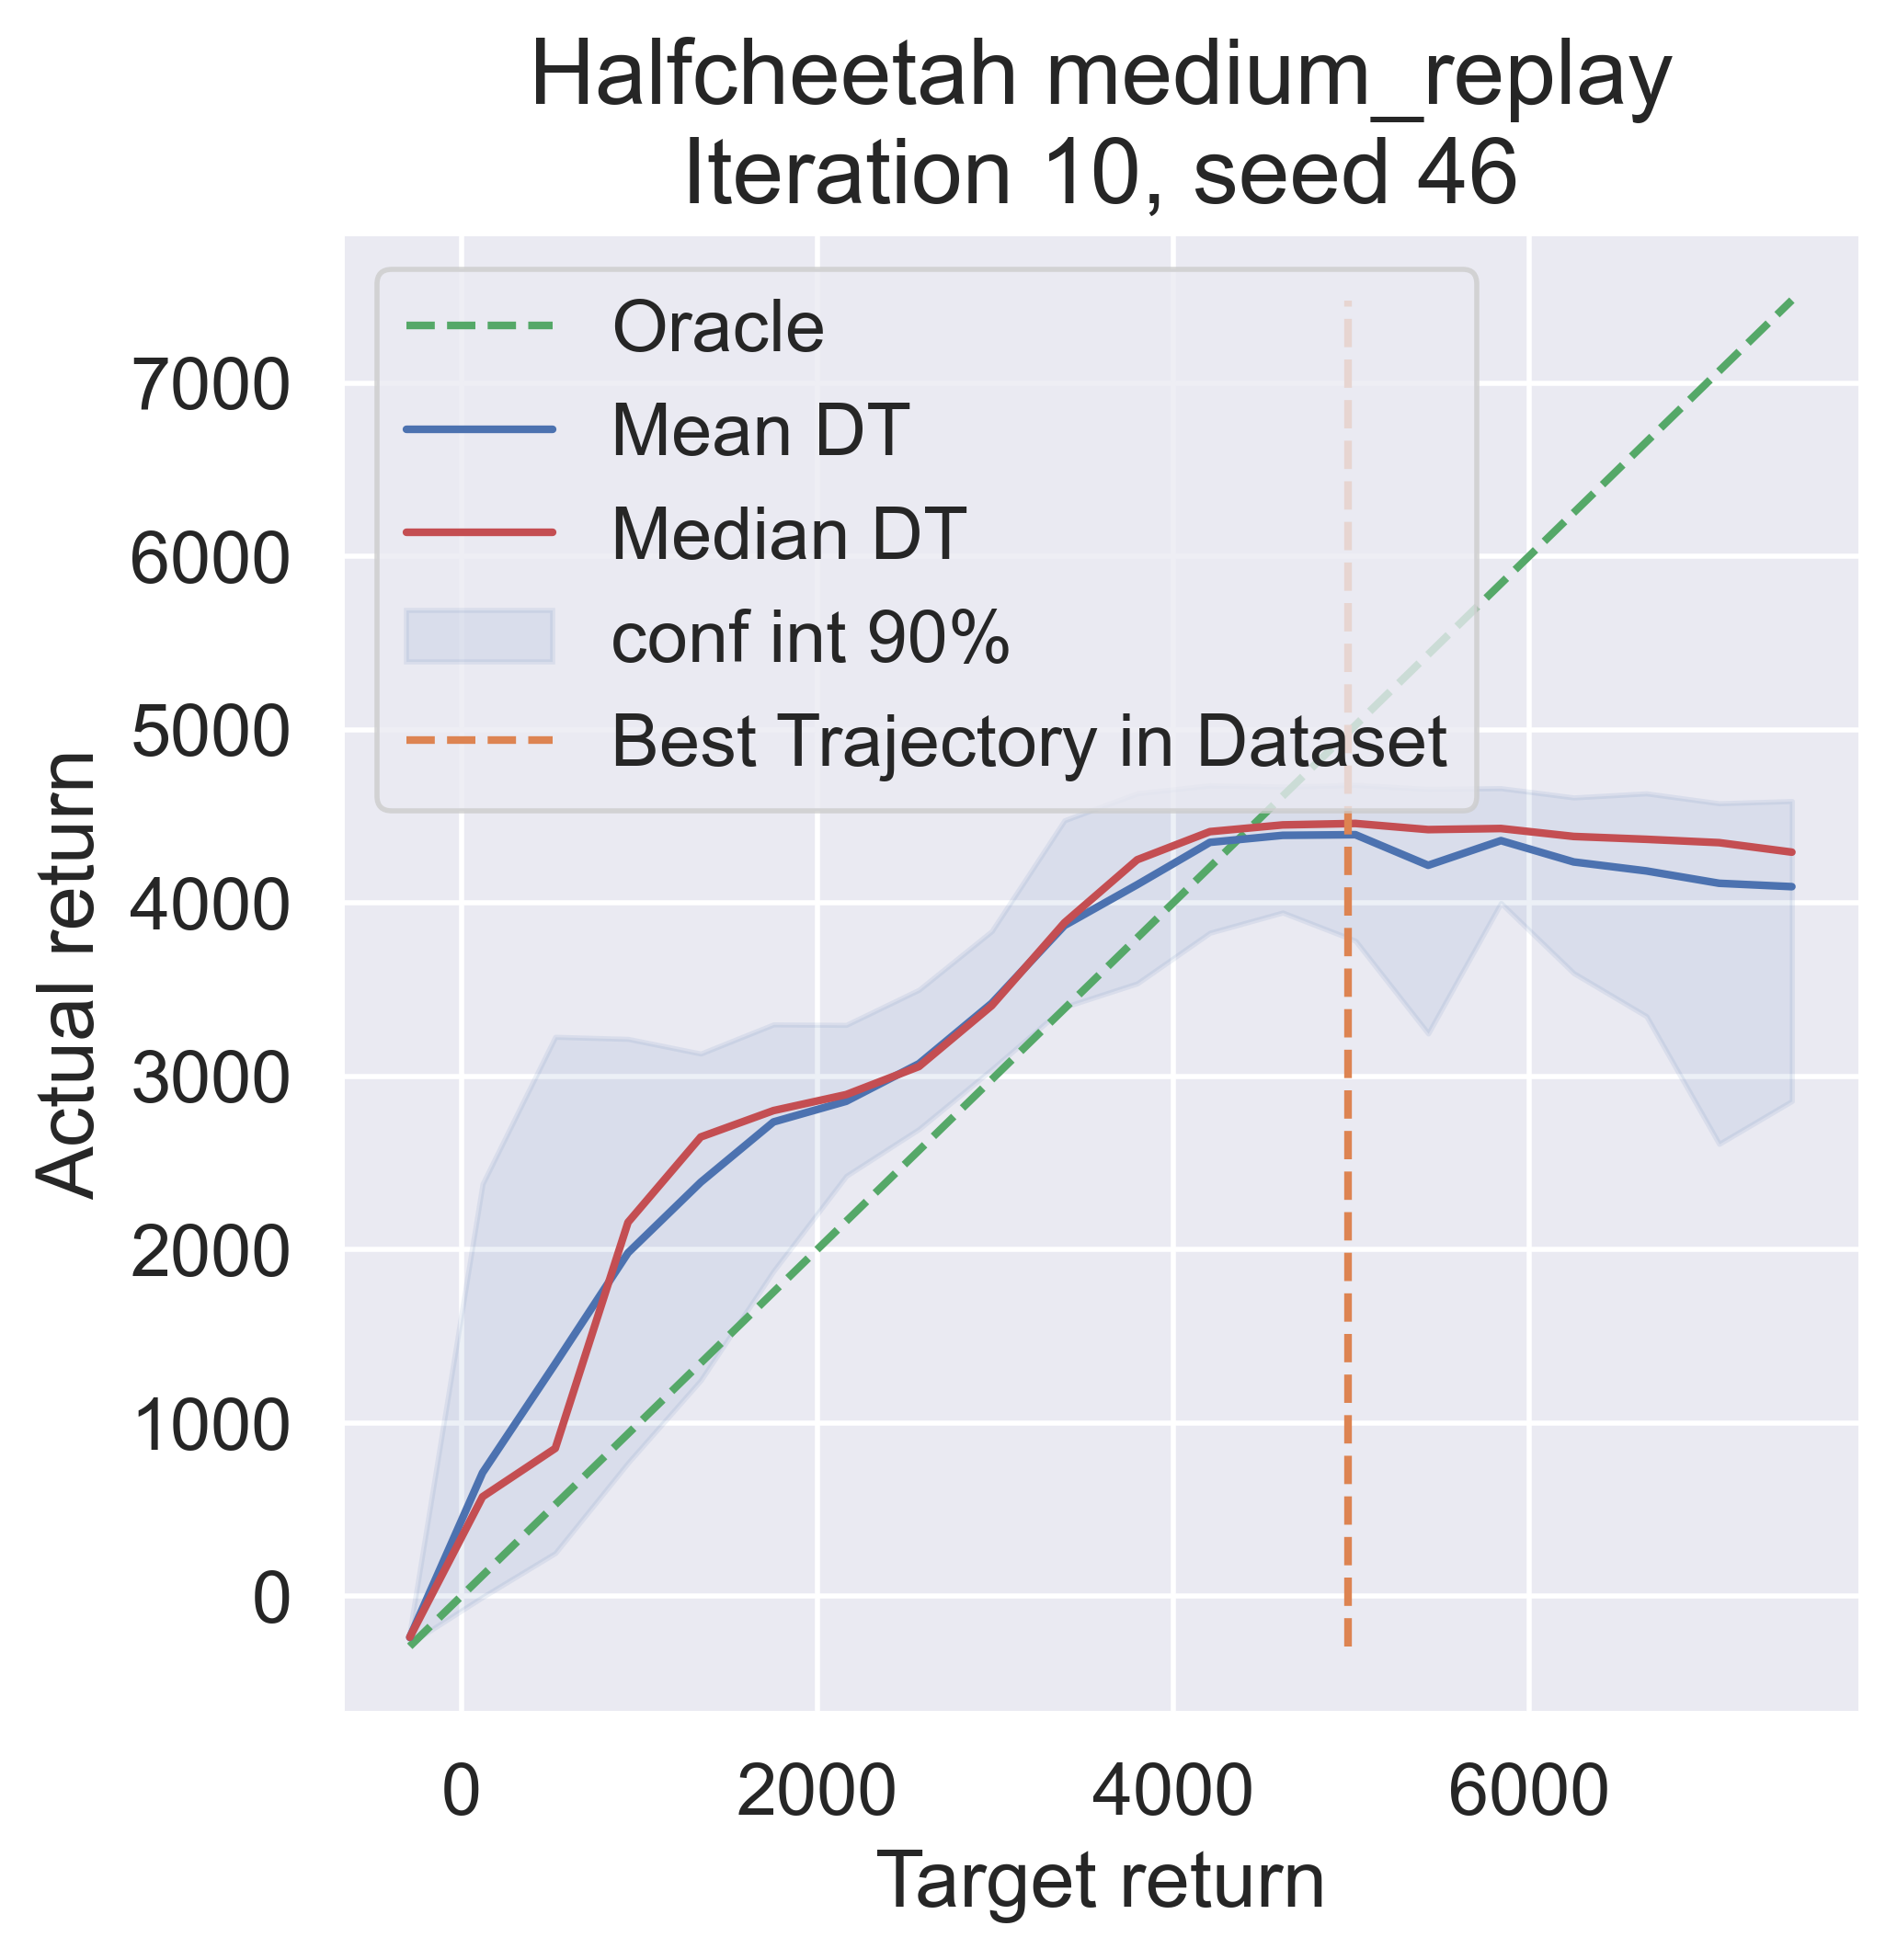 Halfcheetah medium_replay
Iteration 10, seed 46
Oracle
Mean DT
Median DT
conf int 90%
Best Trajectory in Dataset
Actual return
7000
6000
5000
4000
3000
2000
1000
0
0 2000 4000 6000
Target return